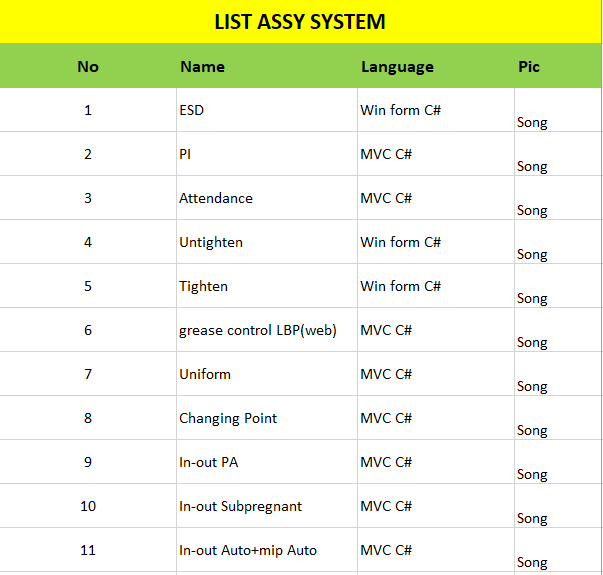 LIST ASSY SYSTEM
No Name Language Pic
1 ESD Win form C# Song
2 PI MVC C# Song
3 Attendance MVC C# Song
4 Untighten Win form C# Song
5 Tighten Win form C# Song
6 grease control LBP(web) MVC C# Song
7 Uniform MVC C# Song
8 Changing Point MVC C# Song
9 In-out PA MVC C# Song
10 In-out Subpregnant MVC C# Song
11 In-out Auto+mip Auto MVC C# Song